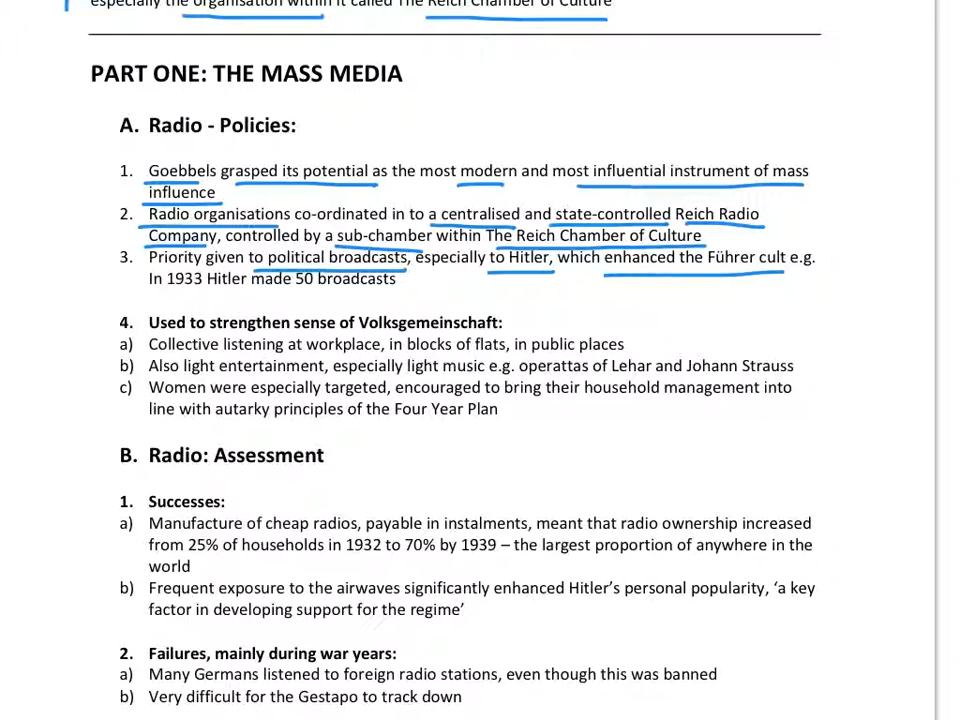 especially the organisation within it called The Reich Chamber of Culture
PART ONE: THE MASS MEDIA
A. Radio - Policies:
1. Goebbels grasped its potential as the most modern and most influential instrument of mass
influence
2. Radio organisations co-ordinated in to a centralised and state-controlled Reich Radio
Company, controlled by a sub-chamber within The Reich Chamber of Culture
3. Priority given to political broadcasts, especially to Hitler, which enhanced the Führer cult e.g.
In 1933 Hitler made 50 broadcasts
4. Used to strengthen sense of Volksgemeinschaft:
a) Collective listening at workplace, in blocks of flats, in public places
b) Also light entertainment, especially light music e.g. operattas of Lehar and Johann Strauss
c) Women were especially targeted, encouraged to bring their household management into
line with autarky principles of the Four Year Plan
B. Radio: Assessment
1. Successes:
a) Manufacture of cheap radios, payable in instalments, meant that radio ownership increased
from 25% of households in 1932 to 70% by 1939 – the largest proportion of anywhere in the
world
b) Frequent exposure to the airwaves significantly enhanced Hitler’s personal popularity, ‘a key
factor in developing support for the regime’
2. Failures, mainly during war years:
a) Many Germans listened to foreign radio stations, even though this was banned
b) Very difficult for the Gestapo to track down